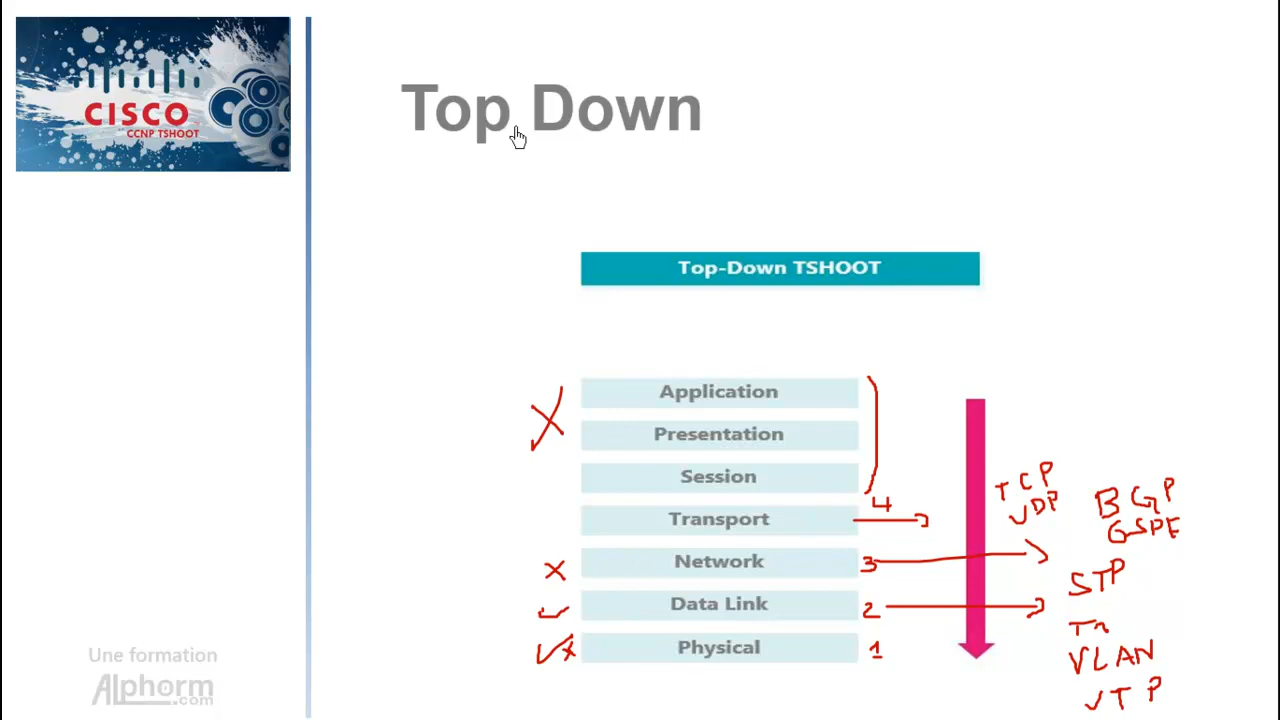 CISCO
CCNP TSHOOT
Top Down
Top-Down TSHOOT
Application
Presentation
Session
4
Transport
TCP
UDP
BGP
Network
3
Data Link
2
STP
VLAN
VTP
Physical
1
Une formation
Alphorm
.com